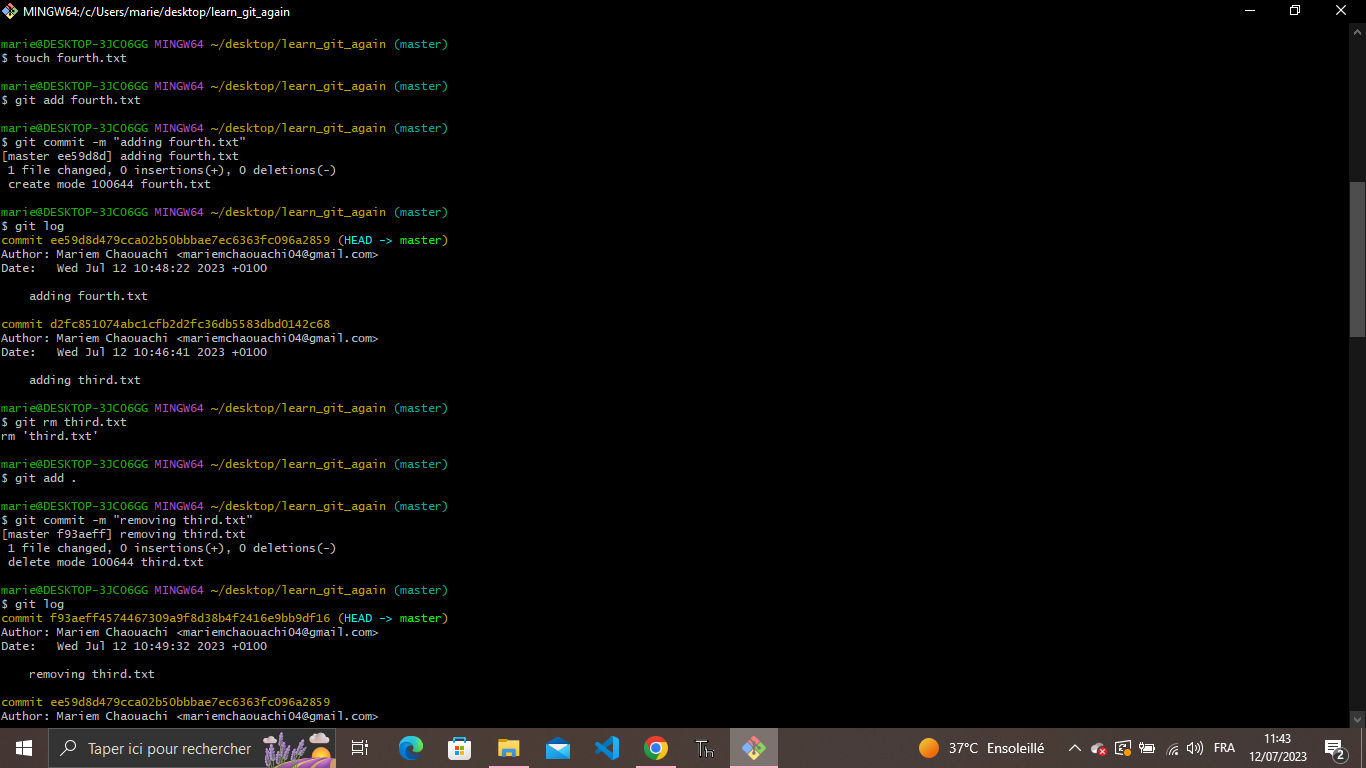 MINGW64:/c/Users/marie/desktop/learn_git_again
marie@DESKTOP-3JCO6GG MINGW64 ~/desktop/learn_git_again (master)
$ touch fourth.txt
marie@DESKTOP-3JCO6GG MINGW64 ~/desktop/learn_git_again (master)
$ git add fourth.txt
marie@DESKTOP-3JCO6GG MINGW64 ~/desktop/learn_git_again (master)
$ git commit -m "adding fourth.txt"
[master ee59d8d] adding fourth.txt
 1 file changed, 0 insertions(+), 0 deletions(-)
 create mode 100644 fourth.txt
marie@DESKTOP-3JCO6GG MINGW64 ~/desktop/learn_git_again (master)
$ git log
commit ee59d8d479cca02b50bbbae7ec6363fc096a2859 (HEAD -> master)
Author: Mariem Chaouachi <mariemchaouachi04@gmail.com>
Date:   Wed Jul 12 10:48:22 2023 +0100
    adding fourth.txt
commit d2fc851074abc1cfb2d2fc36db5583dbd0142c68
Author: Mariem Chaouachi <mariemchaouachi04@gmail.com>
Date:   Wed Jul 12 10:46:41 2023 +0100
    adding third.txt
marie@DESKTOP-3JCO6GG MINGW64 ~/desktop/learn_git_again (master)
$ git rm third.txt
rm 'third.txt'
marie@DESKTOP-3JCO6GG MINGW64 ~/desktop/learn_git_again (master)
$ git add .
marie@DESKTOP-3JCO6GG MINGW64 ~/desktop/learn_git_again (master)
$ git commit -m "removing third.txt"
[master f93aeff] removing third.txt
 1 file changed, 0 insertions(+), 0 deletions(-)
 delete mode 100644 third.txt
marie@DESKTOP-3JCO6GG MINGW64 ~/desktop/learn_git_again (master)
$ git log
commit f93aeff4574467309a9f8d38b4f2416e9bb9df16 (HEAD -> master)
Author: Mariem Chaouachi <mariemchaouachi04@gmail.com>
Date:   Wed Jul 12 10:49:32 2023 +0100
    removing third.txt
commit ee59d8d479cca02b50bbbae7ec6363fc096a2859
Author: Mariem Chaouachi <mariemchaouachi04@gmail.com>
Taper ici pour rechercher
Th
37°C Ensoleillé
FRA
11:43
12/07/2023
2